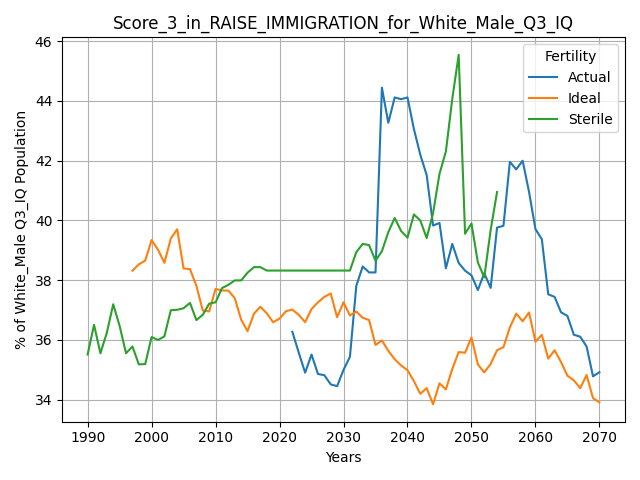 Score_3_in_RAISE_IMMIGRATION_for_White_Male_Q3_IQ
% of White_Male Q3_IQ Population
46
44
42
40
38
36
34
Fertility
Actual
Ideal
Sterile
1990 2000 2010 2020 2030 2040 2050 2060 2070
Years